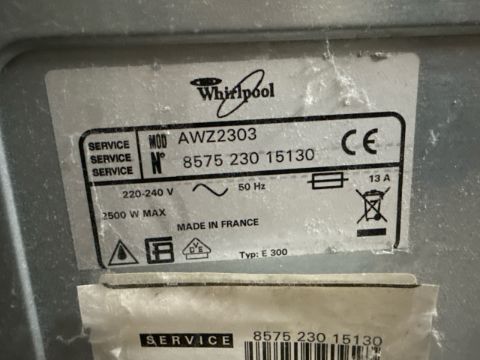 Whirlpool
SERVICE MOD AWZ2303 CE
SERVICE
SERVICE N° 8575 230 15130
220-240 V 50 Hz 13 A
2500 W MAX
MADE IN FRANCE
VDE
Typ: E 300
SERVICE 8575 230 15130